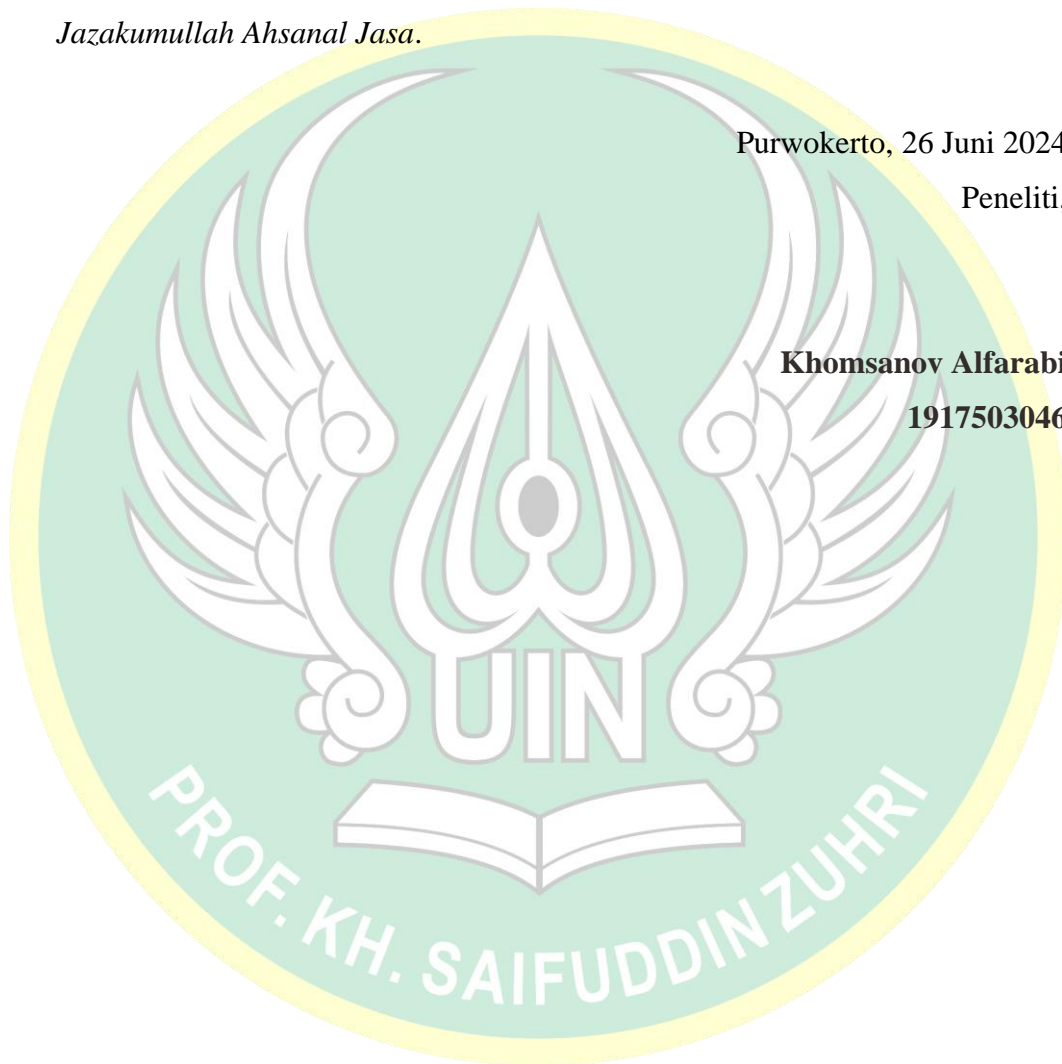 Jazakumullah Ahsanal Jasa.
Purwokerto, 26 Juni 2024
Peneliti,
Khomsanov Alfarabi
1917503046
UIN
PROF. KH. SAIFUDDIN ZUHRI